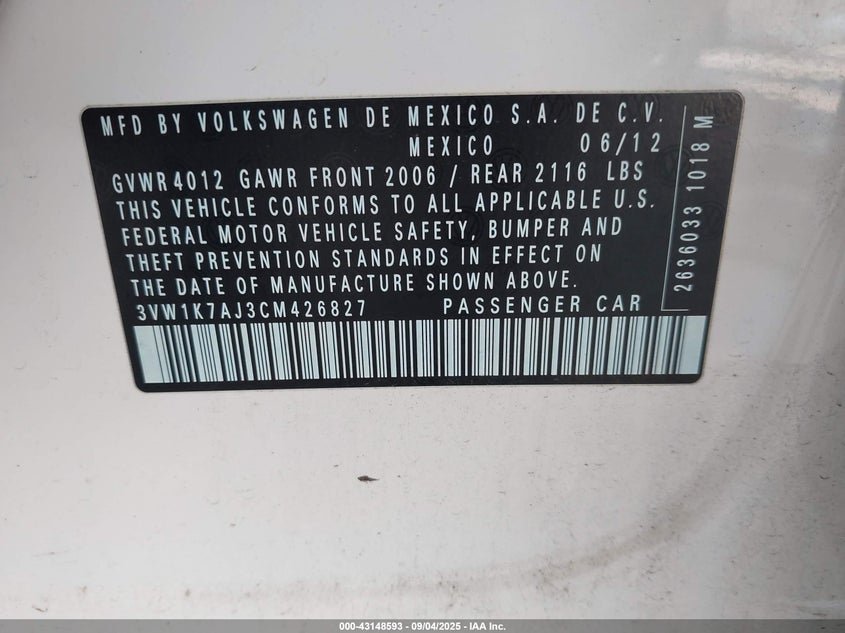 MFD BY VOLKSWAGEN DE MEXICO S.A. DE C.V.
MEXICO 06/12
GVWR 4012 GAWR FRONT 2006 / REAR 2116 LBS
THIS VEHICLE CONFORMS TO ALL APPLICABLE U.S.
FEDERAL MOTOR VEHICLE SAFETY, BUMPER AND
THEFT PREVENTION STANDARDS IN EFFECT ON
THE DATE OF MANUFACTURE SHOWN ABOVE.
3VW1K7AJ3CM426827 PASSENGER CAR
2636033 1018 M
000-43148593 - 09/04/2025 - IAA Inc.